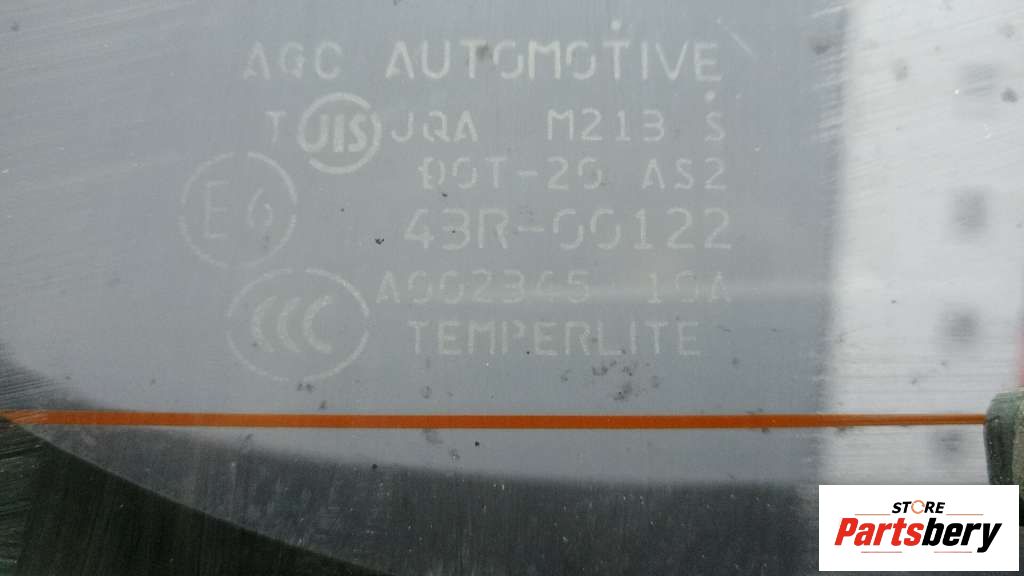 AGC AUTOMOTIVE
T JIS JQA M213 S
DOT-20 AS2
E6
43R-00122
CCC
A002345 10A
TEMPERLITE
STORE
Partsbery